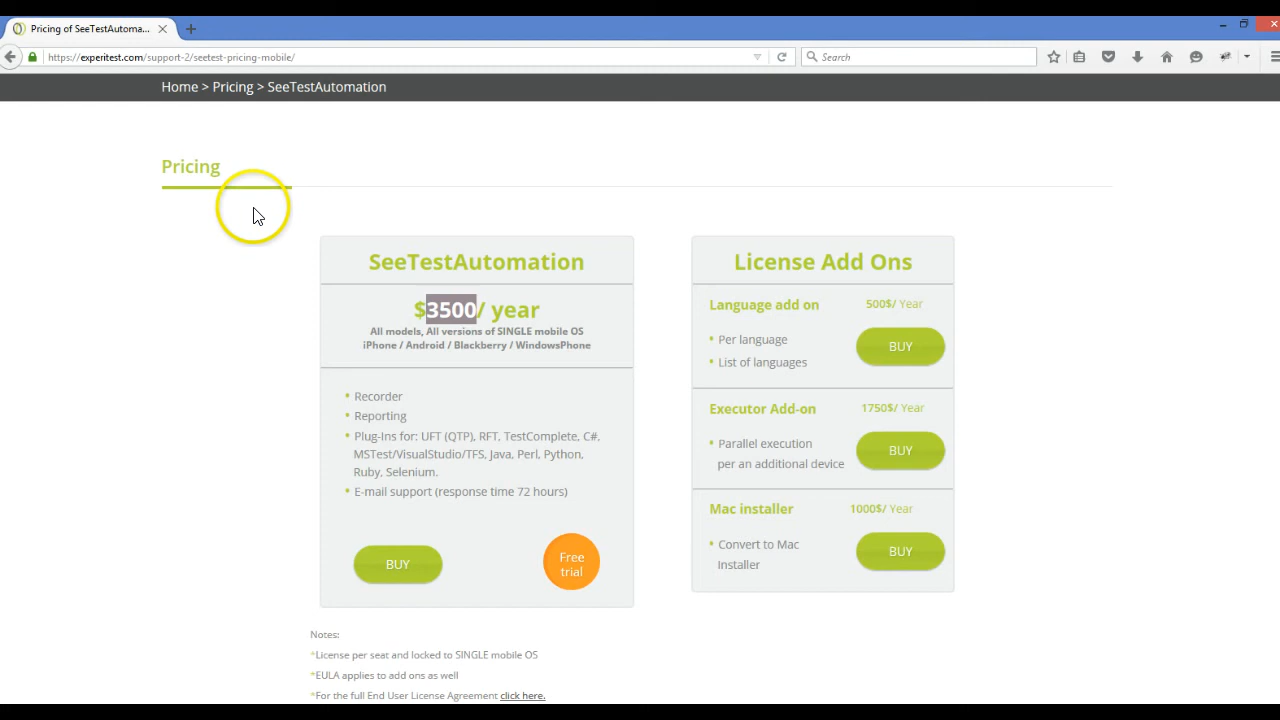 Pricing of SeeTestAutoma...
https://experitest.com/support-2/seetest-pricing-mobile/
Search
Home > Pricing > SeeTestAutomation
Pricing
SeeTestAutomation
$3500/ year
All models, All versions of SINGLE mobile OS
iPhone / Android / Blackberry / WindowsPhone
• Recorder
• Reporting
• Plug-Ins for: UFT (QTP), RFT, TestComplete, C#,
MSTest/VisualStudio/TFS, Java, Perl, Python,
Ruby, Selenium.
• E-mail support (response time 72 hours)
BUY
Free
trial
License Add Ons
Language add on 500$/ Year
• Per language
• List of languages
BUY
Executor Add-on 1750$/ Year
• Parallel execution
per an additional device
BUY
Mac installer 1000$/ Year
• Convert to Mac
Installer
BUY
Notes:
*License per seat and locked to SINGLE mobile OS
*EULA applies to add ons as well
*For the full End User License Agreement click here.